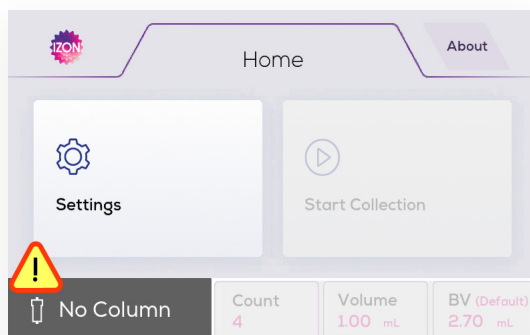 IZON
Home
About
Settings
Start Collection
!
No Column
Count
4
Volume
1.00 mL
BV (Default)
2.70 mL